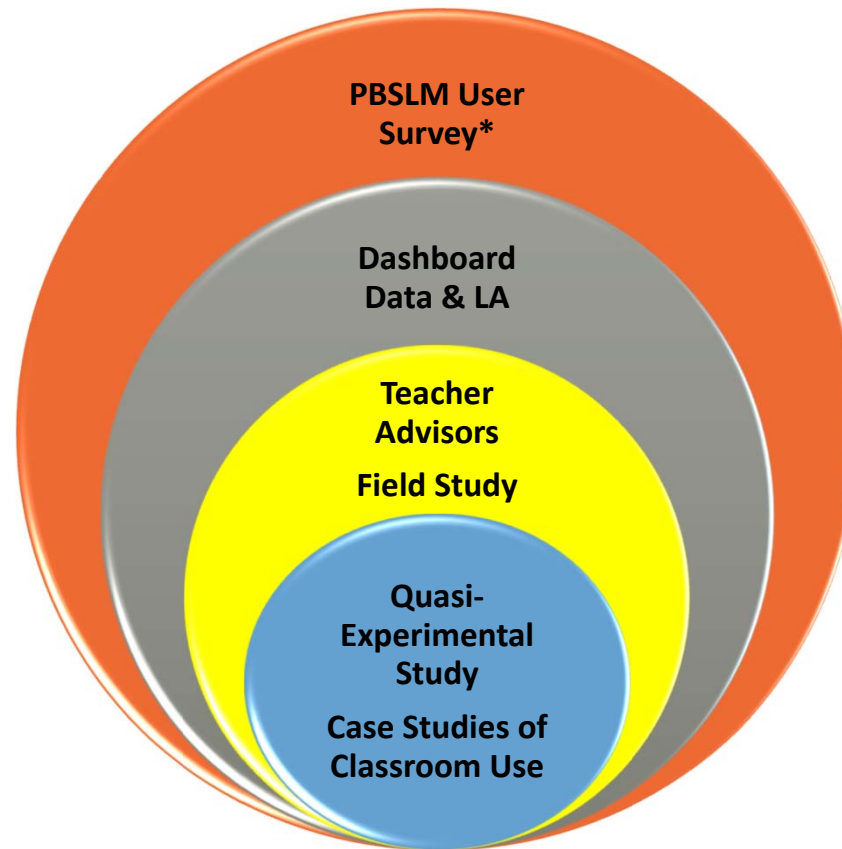 PBSLM User
Survey*
Dashboard
Data & LA
Teacher
Advisors
Field Study
Quasi-
Experimental
Study
Case Studies of
Classroom Use